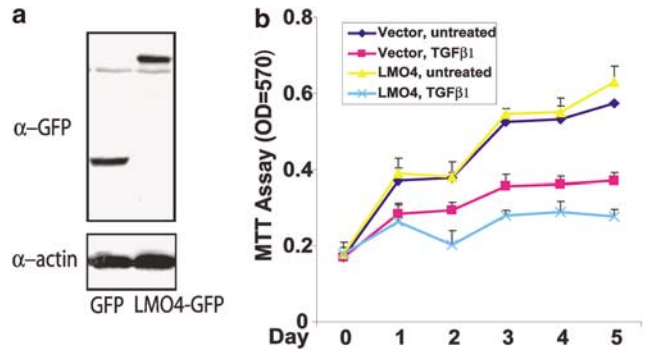 a
α-GFP
α-actin
GFP LMO4-GFP
b
MTT Assay (OD=570)
0.8
0.6
0.4
0.2
0
Vector, untreated
Vector, TGFβ1
LMO4, untreated
LMO4, TGFβ1
Day 0 1 2 3 4 5